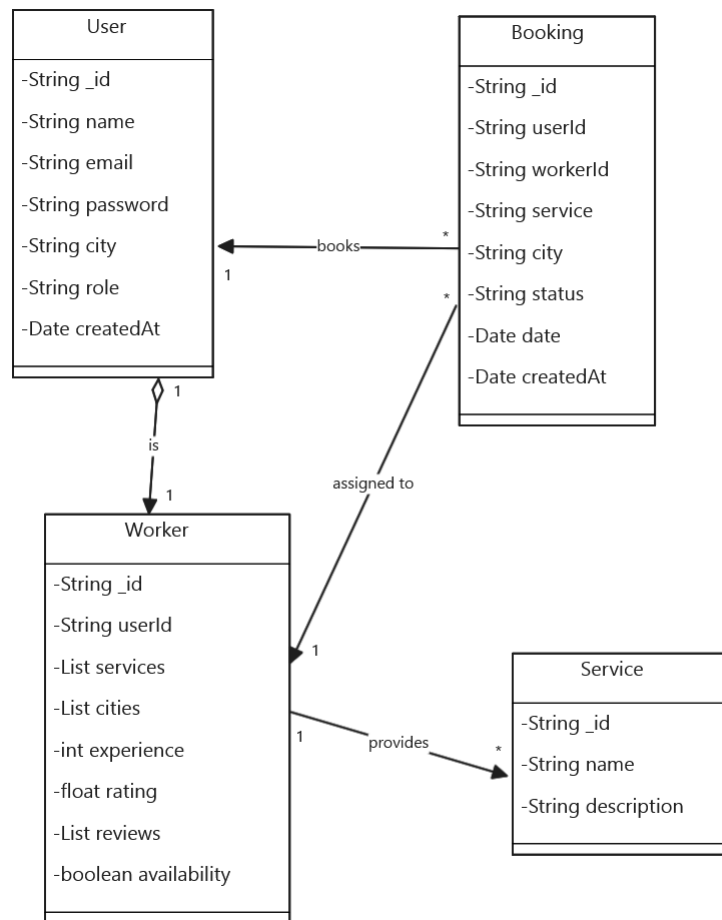 User
-String _id
-String name
-String email
-String password
-String city
-String role
-Date createdAt
Booking
-String _id
-String userId
-String workerId
-String service
-String city
-String status
-Date date
-Date createdAt
*
books
1
*
1
is
1
assigned to
1
Worker
-String _id
-String userId
-List services
-List cities
-int experience
-float rating
-List reviews
-boolean availability
1
provides
*
Service
-String _id
-String name
-String description